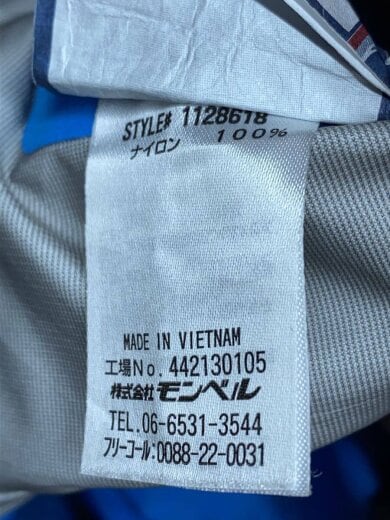 STYLE# 1128618
ナイロン 100%
MADE IN VIETNAM
工場No. 442130105
株式会社モンベル
TEL.06-6531-3544
フリーコール:0088-22-0031